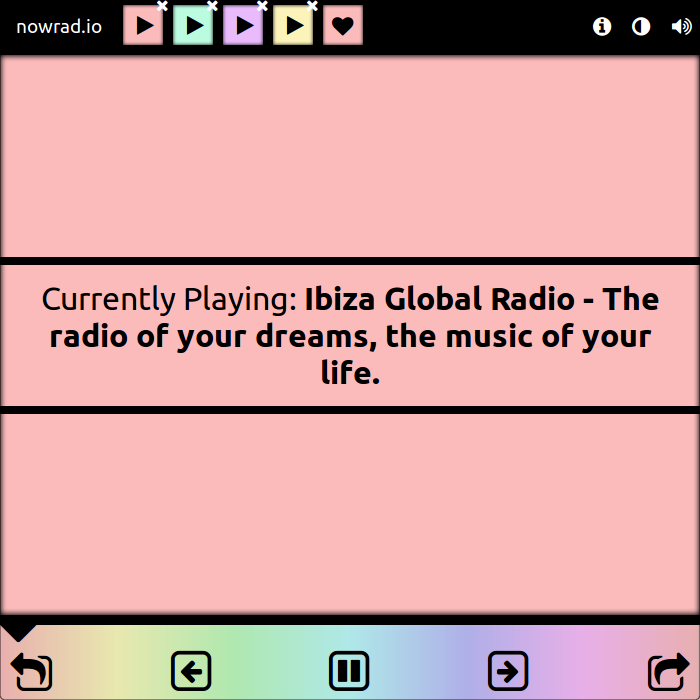 nowrad.io
Currently Playing: Ibiza Global Radio - The
radio of your dreams, the music of your
life.